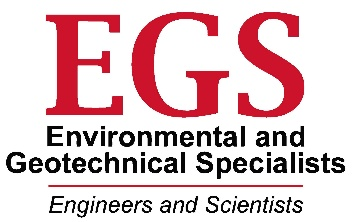 EGS
Environmental and
Geotechnical Specialists
Engineers and Scientists